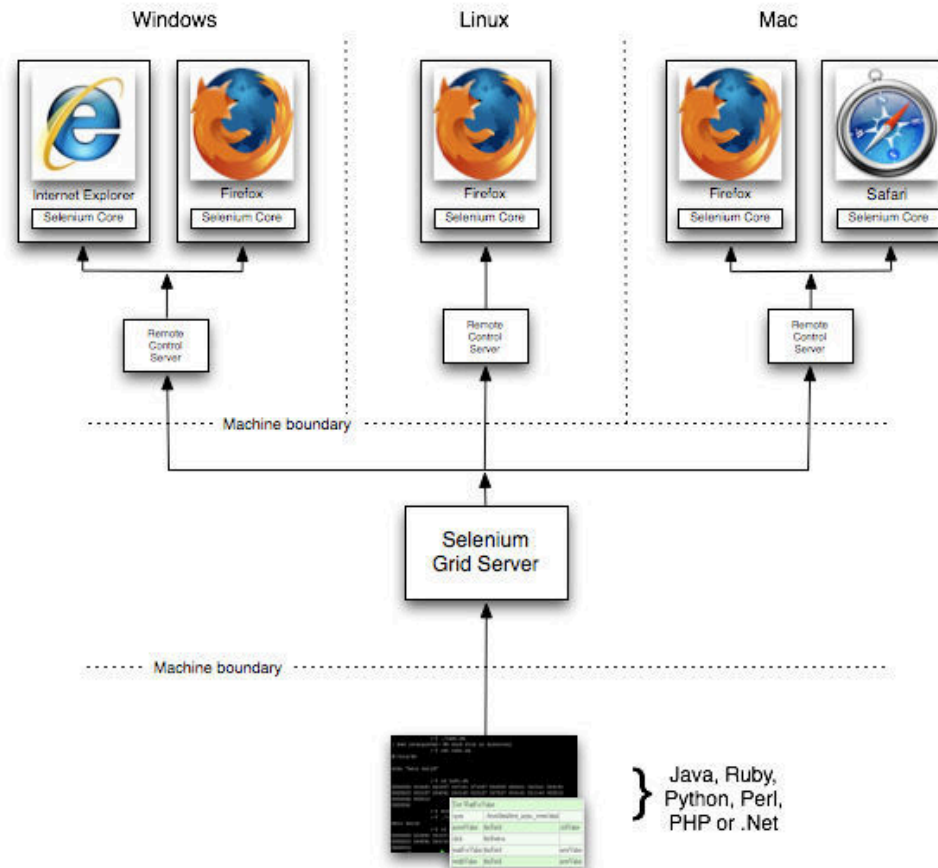 Windows
Linux
Mac
Internet Explorer
Selenium Core
Firefox
Selenium Core
Firefox
Selenium Core
Firefox
Selenium Core
Safari
Selenium Core
Remote
Control
Server
Remote
Control
Server
Remote
Control
Server
Machine boundary
Selenium
Grid Server
Machine boundary
Java, Ruby,
Python, Perl,
PHP or .Net